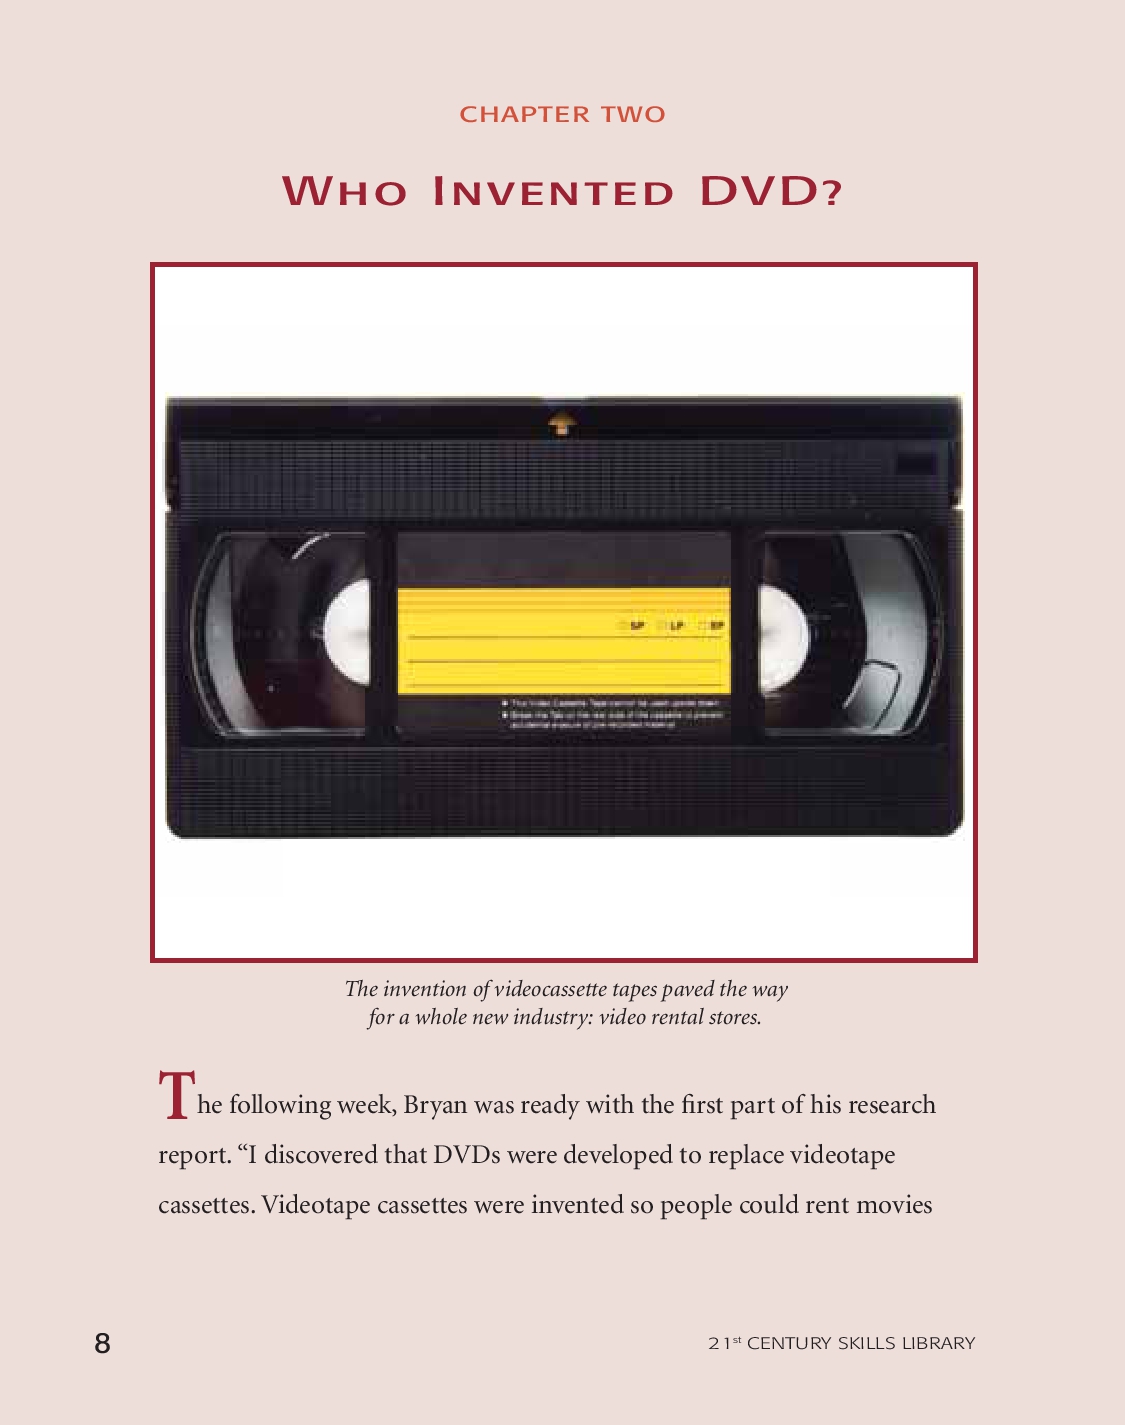 CHAPTER TWO
WHO INVENTED DVD?
SP LP EP
The invention of videocassette tapes paved the way
for a whole new industry: video rental stores.
The following week, Bryan was ready with the first part of his research
report. “I discovered that DVDs were developed to replace videotape
cassettes. Videotape cassettes were invented so people could rent movies
8
21st CENTURY SKILLS LIBRARY